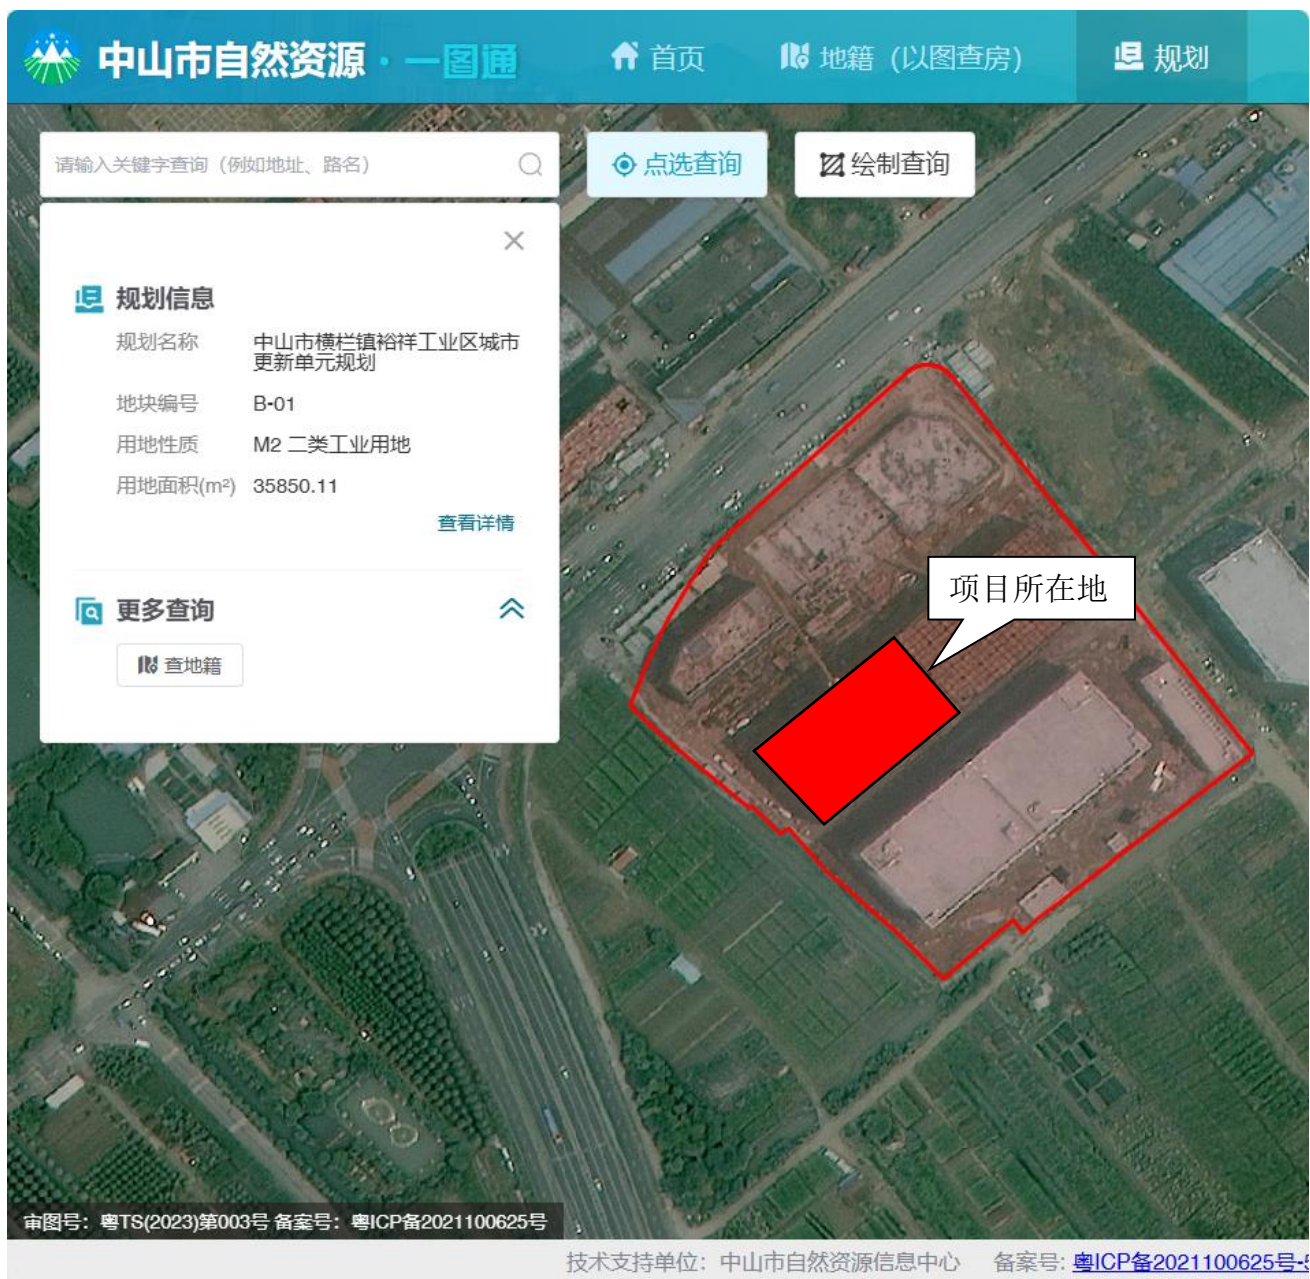 中山市自然资源·一图通
首页
地籍（以图查房）
规划
请输入关键字查询（例如地址、路名）
点选查询
绘制查询
规划信息
规划名称
中山市横栏镇裕祥工业区城市
更新单元规划
地块编号
B-01
用地性质
M2 二类工业用地
用地面积(m²)
35850.11
查看详情
更多查询
查地籍
项目所在地
审图号：粤TS(2023)第003号 备案号：粤ICP备2021100625号
技术支持单位：中山市自然资源信息中心
备案号: 粤ICP备2021100625号-5